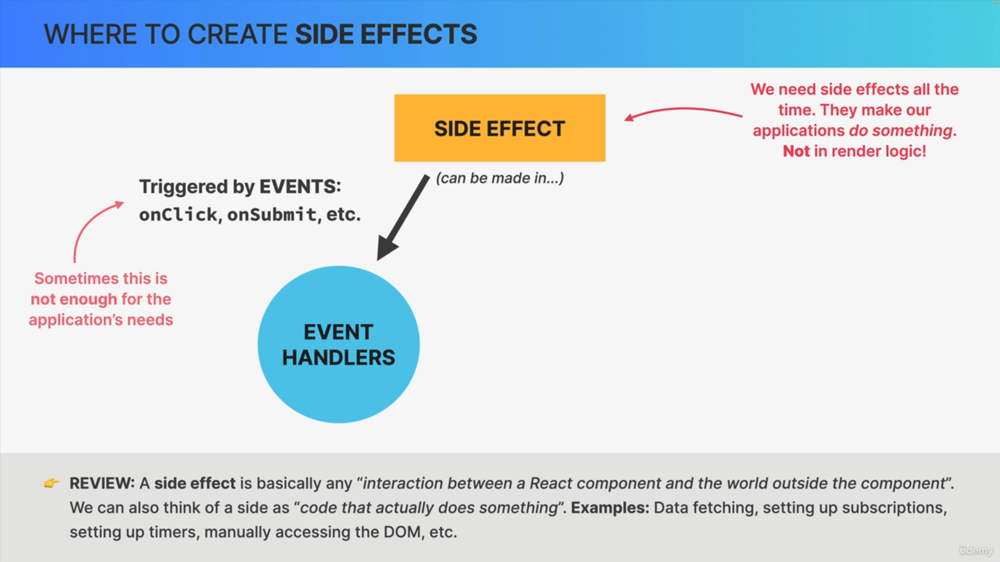 WHERE TO CREATE SIDE EFFECTS
SIDE EFFECT
(can be made in...)
We need side effects all the
time. They make our
applications do something.
Not in render logic!
Triggered by EVENTS:
onClick, onSubmit, etc.
Sometimes this is
not enough for the
application’s needs
EVENT
HANDLERS
👉 REVIEW: A side effect is basically any “interaction between a React component and the world outside the component”.
We can also think of a side as “code that actually does something”. Examples: Data fetching, setting up subscriptions,
setting up timers, manually accessing the DOM, etc.
ûdemy